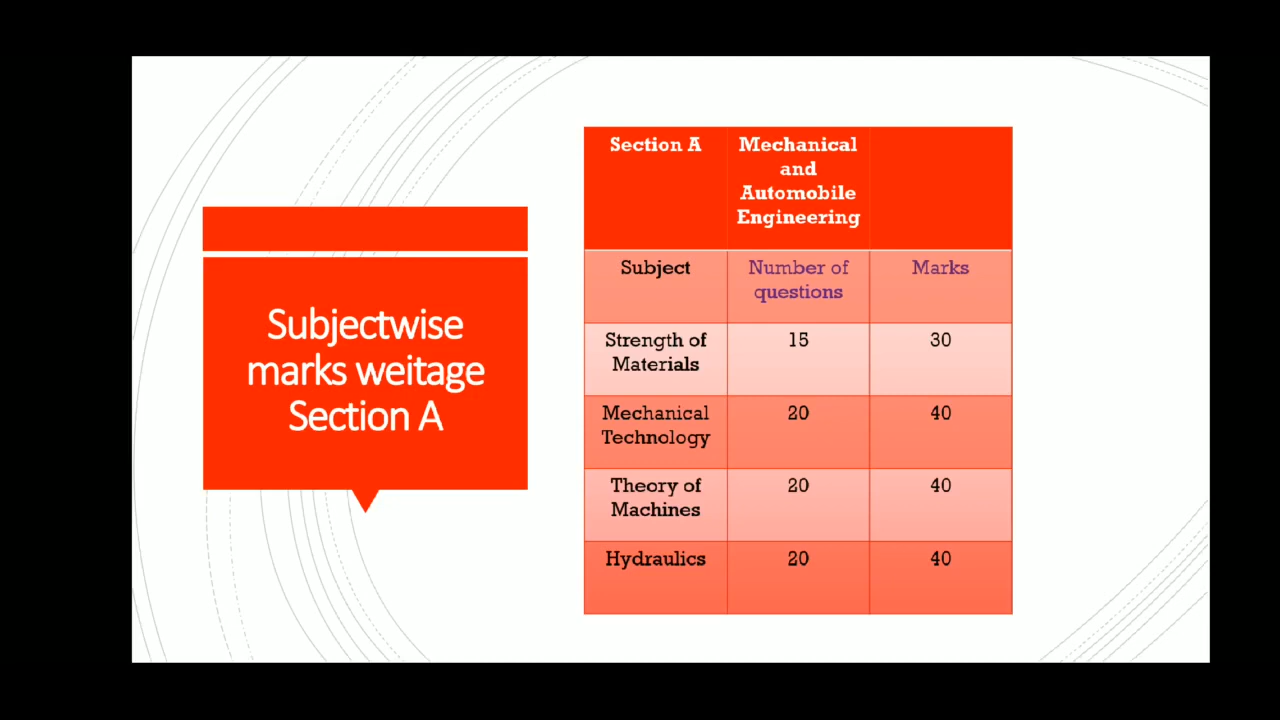 Subjectwise
marks weitage
Section A
Section A
Mechanical
and
Automobile
Engineering
Subject
Number of
questions
Marks
Strength of
Materials
15
30
Mechanical
Technology
20
40
Theory of
Machines
20
40
Hydraulics
20
40